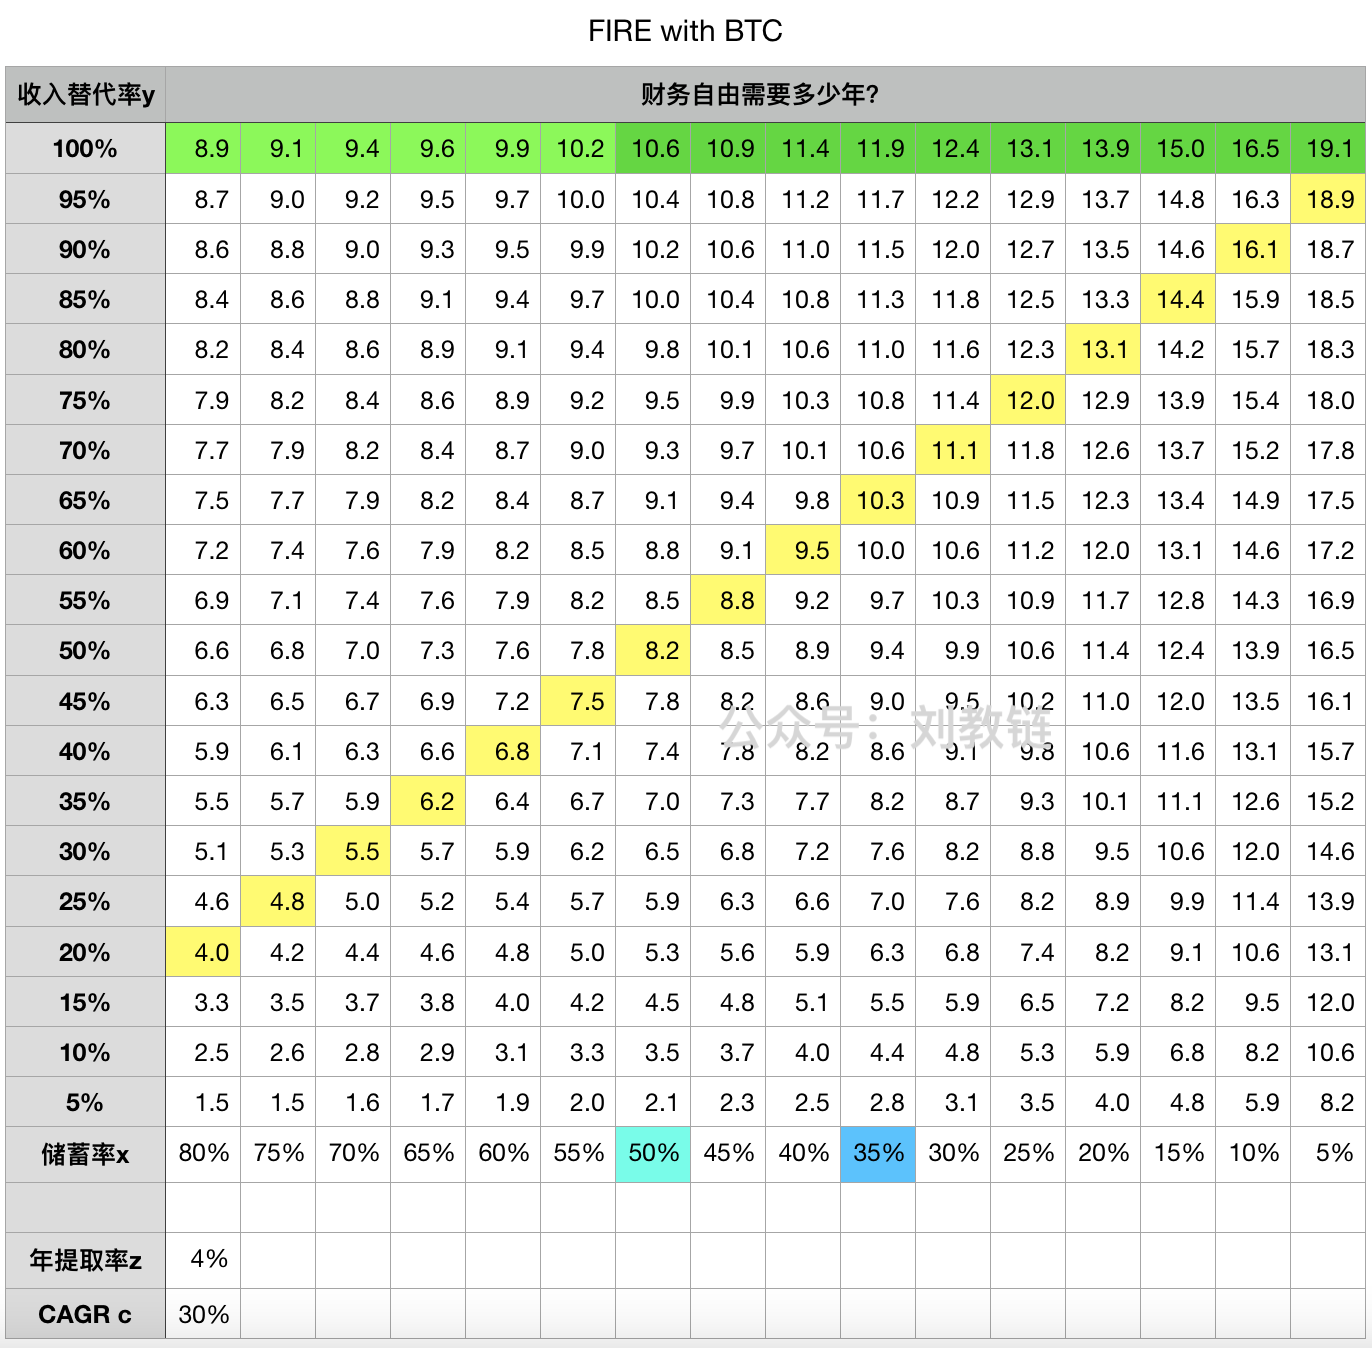 FIRE with BTC
收入替代率y 财务自由需要多少年?
100% 8.9 9.1 9.4 9.6 9.9 10.2 10.6 10.9 11.4 11.9 12.4 13.1 13.9 15.0 16.5 19.1
95% 8.7 9.0 9.2 9.5 9.7 10.0 10.4 10.8 11.2 11.7 12.2 12.9 13.7 14.8 16.3 18.9
90% 8.6 8.8 9.0 9.3 9.5 9.9 10.2 10.6 11.0 11.5 12.0 12.7 13.5 14.6 16.1 18.7
85% 8.4 8.6 8.8 9.1 9.4 9.7 10.0 10.4 10.8 11.3 11.8 12.5 13.3 14.4 15.9 18.5
80% 8.2 8.4 8.6 8.9 9.1 9.4 9.8 10.1 10.6 11.0 11.6 12.3 13.1 14.2 15.7 18.3
75% 7.9 8.2 8.4 8.6 8.9 9.2 9.5 9.9 10.3 10.8 11.4 12.0 12.9 13.9 15.4 18.0
70% 7.7 7.9 8.2 8.4 8.7 9.0 9.3 9.7 10.1 10.6 11.1 11.8 12.6 13.7 15.2 17.8
65% 7.5 7.7 7.9 8.2 8.4 8.7 9.1 9.4 9.8 10.3 10.9 11.5 12.3 13.4 14.9 17.5
60% 7.2 7.4 7.6 7.9 8.2 8.5 8.8 9.1 9.5 10.0 10.6 11.2 12.0 13.1 14.6 17.2
55% 6.9 7.1 7.4 7.6 7.9 8.2 8.5 8.8 9.2 9.7 10.3 10.9 11.7 12.8 14.3 16.9
50% 6.6 6.8 7.0 7.3 7.6 7.8 8.2 8.5 8.9 9.4 9.9 10.6 11.4 12.4 13.9 16.5
45% 6.3 6.5 6.7 6.9 7.2 7.5 7.8 8.2 8.6 9.0 9.5 10.2 11.0 12.0 13.5 16.1
公众号：刘教链
40% 5.9 6.1 6.3 6.6 6.8 7.1 7.4 7.8 8.2 8.6 9.1 9.8 10.6 11.6 13.1 15.7
35% 5.5 5.7 5.9 6.2 6.4 6.7 7.0 7.3 7.7 8.2 8.7 9.3 10.1 11.1 12.6 15.2
30% 5.1 5.3 5.5 5.7 5.9 6.2 6.5 6.8 7.2 7.6 8.2 8.8 9.5 10.6 12.0 14.6
25% 4.6 4.8 5.0 5.2 5.4 5.7 5.9 6.3 6.6 7.0 7.6 8.2 8.9 9.9 11.4 13.9
20% 4.0 4.2 4.4 4.6 4.8 5.0 5.3 5.6 5.9 6.3 6.8 7.4 8.2 9.1 10.6 13.1
15% 3.3 3.5 3.7 3.8 4.0 4.2 4.5 4.8 5.1 5.5 5.9 6.5 7.2 8.2 9.5 12.0
10% 2.5 2.6 2.8 2.9 3.1 3.3 3.5 3.7 4.0 4.4 4.8 5.3 5.9 6.8 8.2 10.6
5% 1.5 1.5 1.6 1.7 1.9 2.0 2.1 2.3 2.5 2.8 3.1 3.5 4.0 4.8 5.9 8.2
储蓄率x 80% 75% 70% 65% 60% 55% 50% 45% 40% 35% 30% 25% 20% 15% 10% 5%
年提取率z 4%
CAGR c 30%